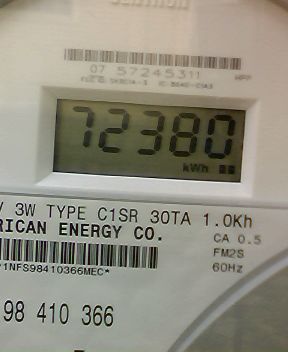 07 57245311
72380
kWh
V 3W TYPE C1SR 30TA 1.0Kh
RICAN ENERGY CO.
CA 0.5
FM2S
60Hz
P1NFS98410366MEC*
98 410 366